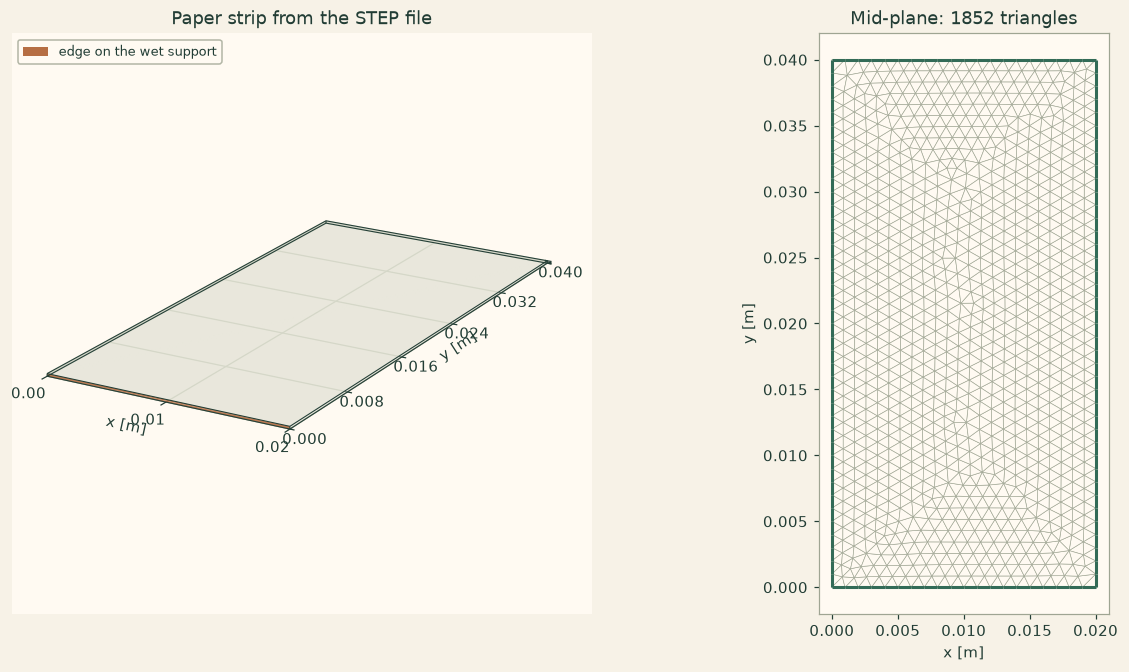 Paper strip from the STEP file
edge on the wet support
0.00
0.01
0.02
x [m]
0.000
0.008
0.016
0.024
0.032
0.040
y [m]
Mid-plane: 1852 triangles
0.040
0.035
0.030
0.025
0.020
0.015
0.010
0.005
0.000
y [m]
0.000 0.005 0.010 0.015 0.020
x [m]